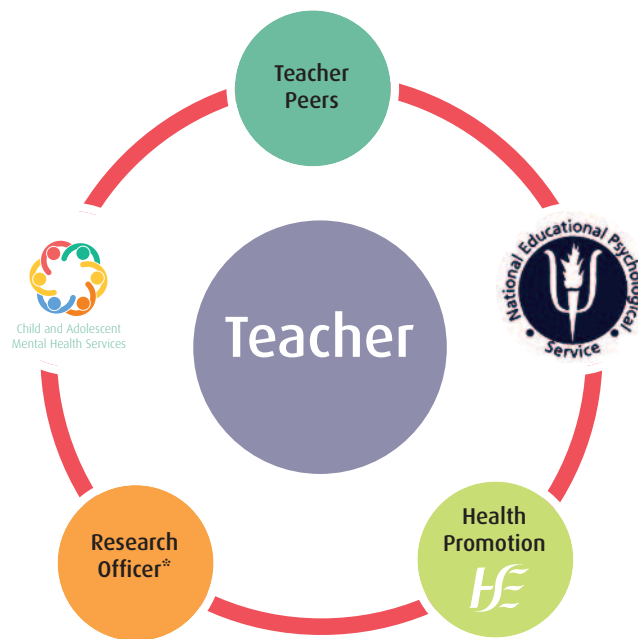 Teacher
Peers
National Educational Psychological
• Service •
Child and Adolescent
Mental Health Services
Teacher
Research
Officer*
Health
Promotion
HSE